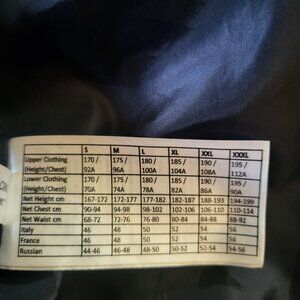 S M L XL XXL XXXL
Upper Clothing 170 / 175 / 180 / 185 / 190 / 195 /
(Height/Chest) 92A 96A 100A 104A 108A 112A
Lower Clothing 170 / 175 / 180 / 185 / 190 / 195 /
(Height/Chest) 70A 74A 78A 82A 86A 90A
Net Height cm 167-172 172-177 177-182 182-187 188-193 194-199
Net Chest cm 90-94 94-98 98-102 102-106 106-110 110-114
Net Waist cm 68-72 72-76 76-80 80-84 84-88 88-92
Italy 46 48 50 52 54 56
France 46 48 50 52 54 56
Russian 44-46 46-48 48-50 50-52 52-54 54-56